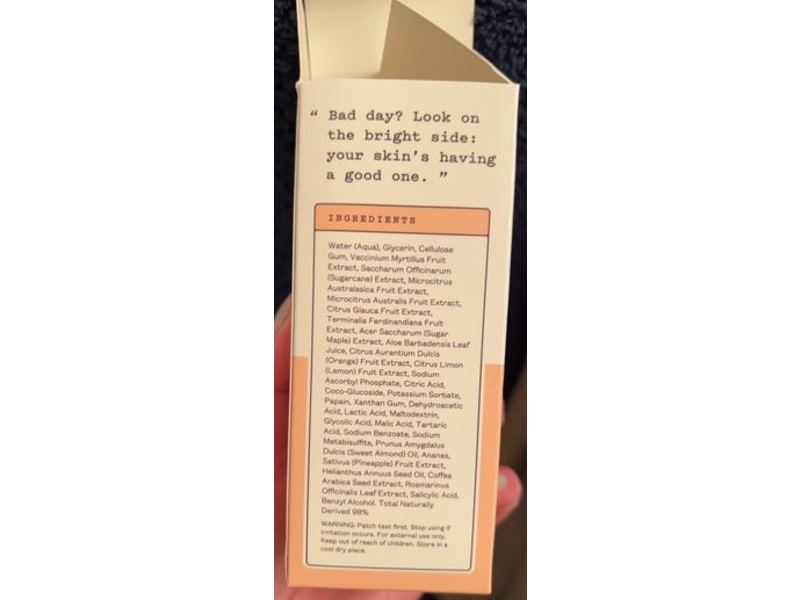 “ Bad day? Look on
the bright side:
your skin's having
a good one. ”
INGREDIENTS
Water (Aqua), Glycerin, Cellulose
Gum, Vaccinium Myrtillus Fruit
Extract, Saccharum Officinarum
(Sugarcane) Extract, Microcitrus
Australasica Fruit Extract,
Microcitrus Australis Fruit Extract,
Citrus Glauca Fruit Extract,
Terminalia Ferdinandiana Fruit
Extract, Acer Saccharum (Sugar
Maple) Extract, Aloe Barbadensis Leaf
Juice, Citrus Aurantium Dulcis
(Orange) Fruit Extract, Citrus Limon
(Lemon) Fruit Extract, Sodium
Ascorbyl Phosphate, Citric Acid,
Coco-Glucoside, Potassium Sorbate,
Papain, Xanthan Gum, Dehydroacetic
Acid, Lactic Acid, Maltodextrin,
Glycolic Acid, Malic Acid, Tartaric
Acid, Sodium Benzoate, Sodium
Metabisulfite, Prunus Amygdalus
Dulcis (Sweet Almond) Oil, Ananas,
Sativus (Pineapple) Fruit Extract,
Helianthus Annuus Seed Oil, Coffea
Arabica Seed Extract, Rosmarinus
Officinalis Leaf Extract, Salicylic Acid,
Benzyl Alcohol. Total Naturally
Derived 98%
WARNING: Patch test first. Stop using if
irritation occurs. For external use only.
Keep out of reach of children. Store in a
cool dry place.